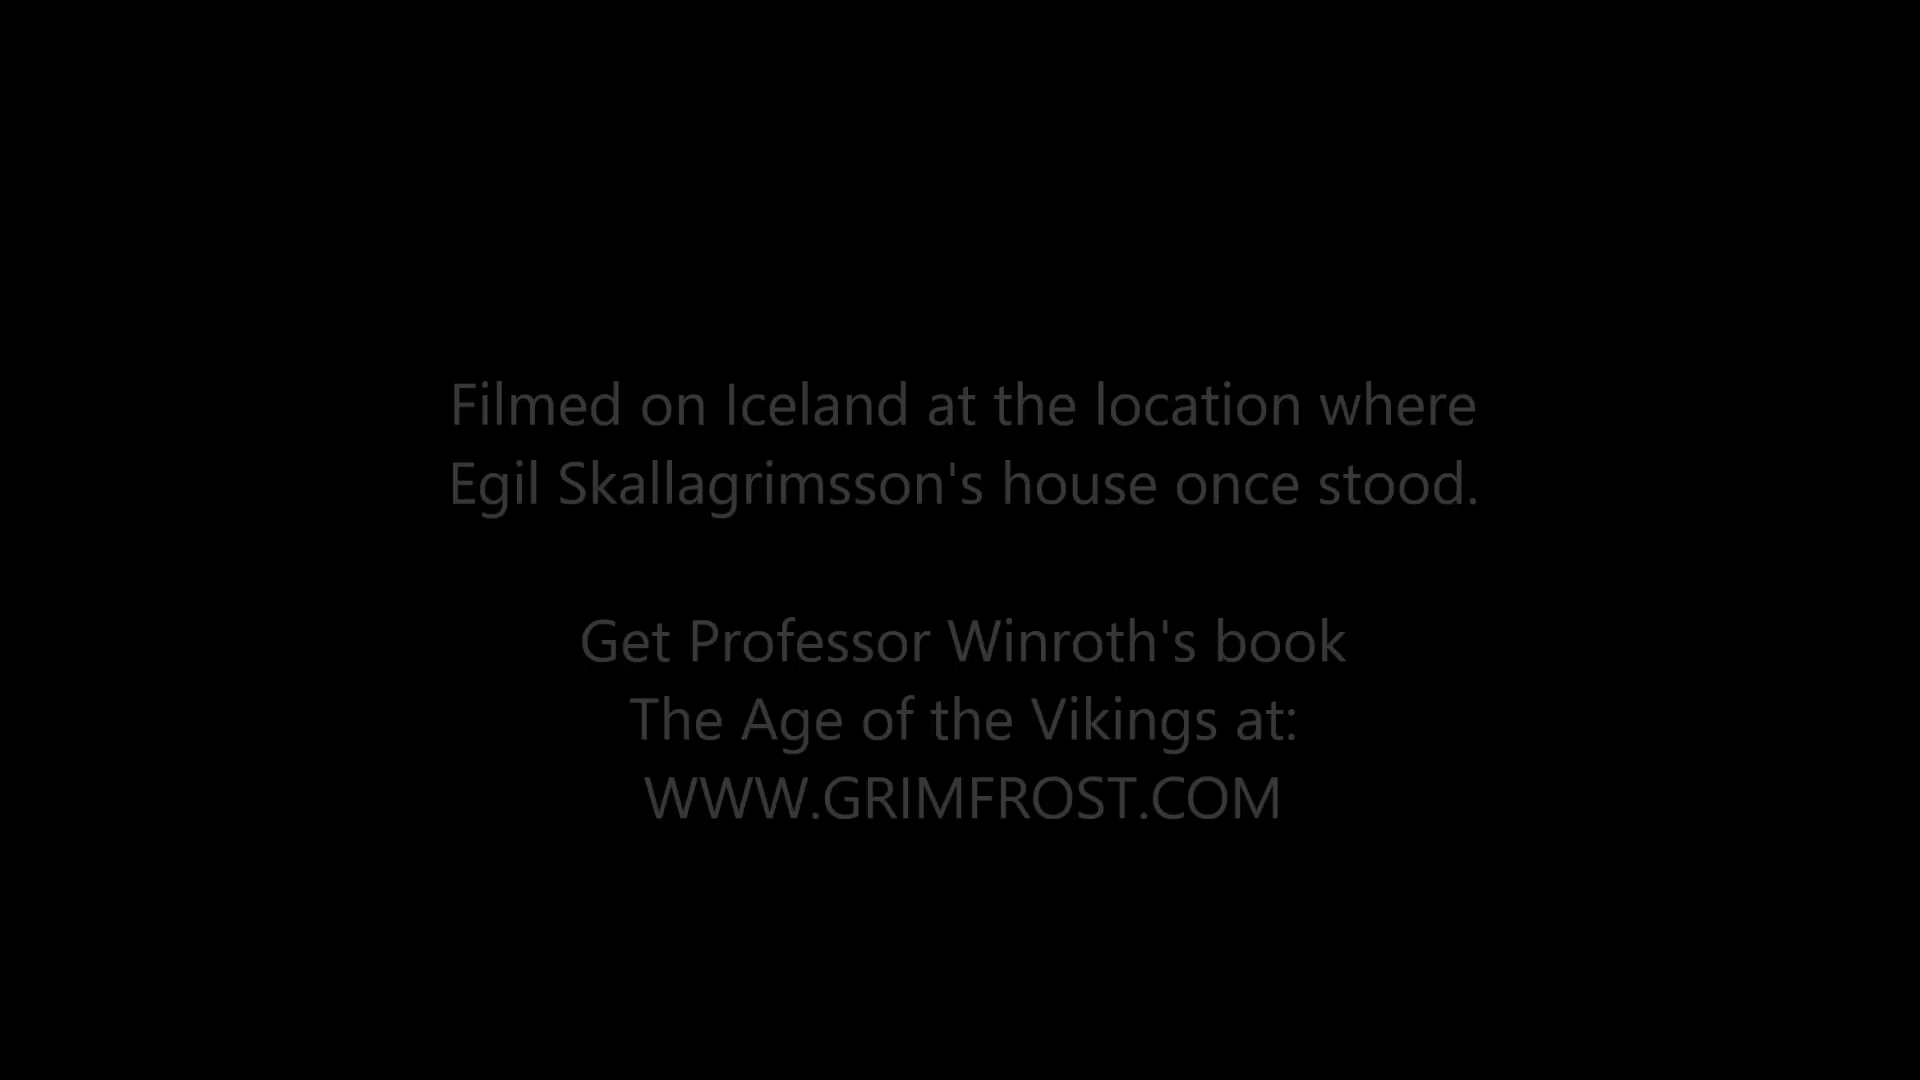 Filmed on Iceland at the location where
Egil Skallagrimsson's house once stood.
Get Professor Winroth's book
The Age of the Vikings at:
WWW.GRIMFROST.COM